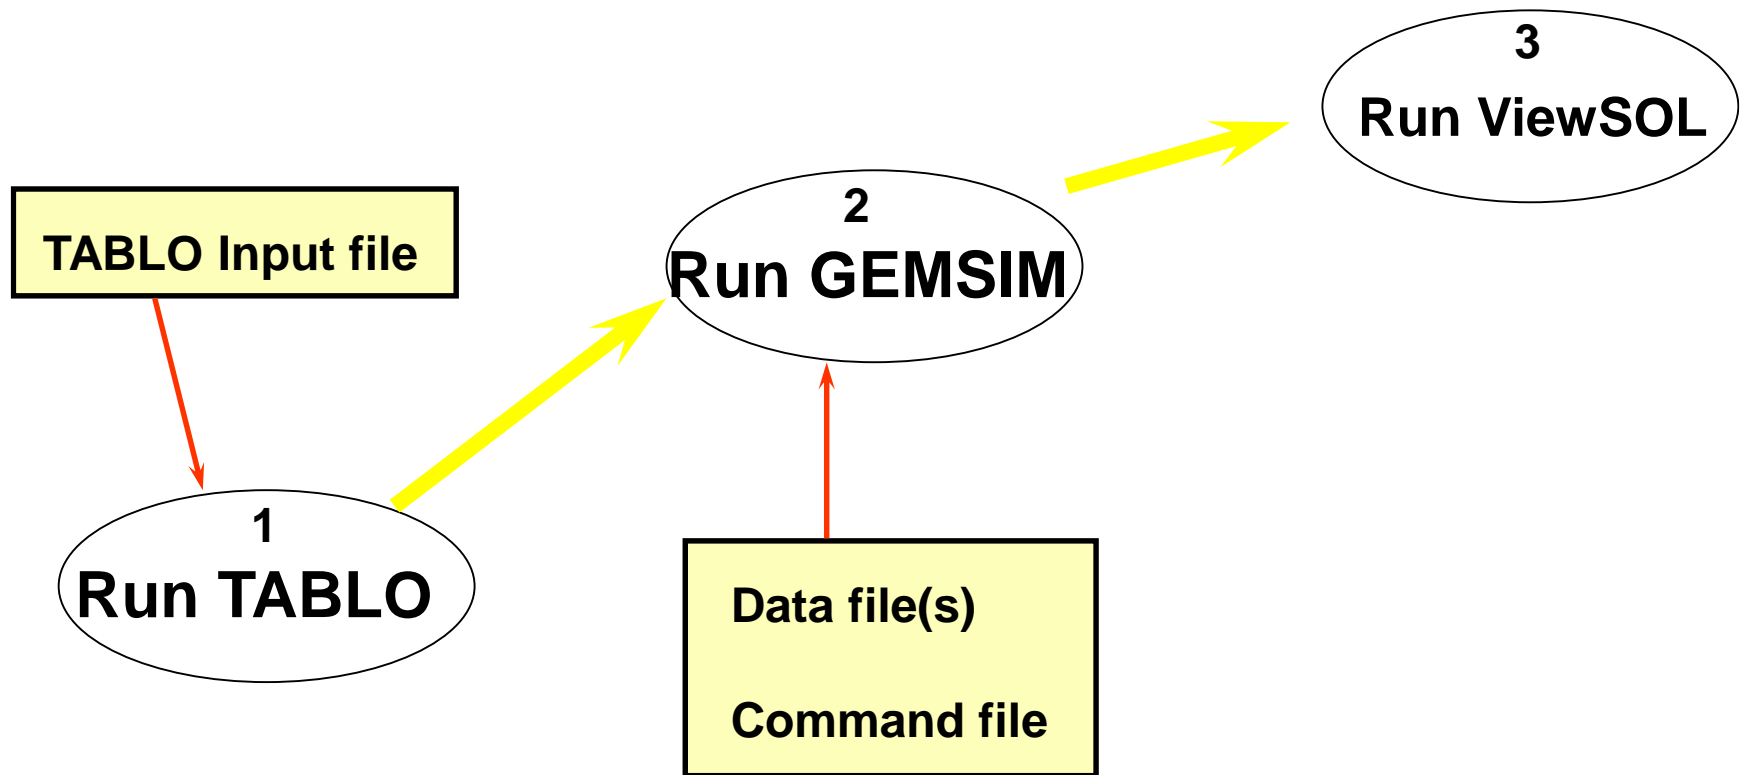 3
Run ViewSOL
2
Run GEMSIM
TABLO Input file
1
Run TABLO
Data file(s)
Command file